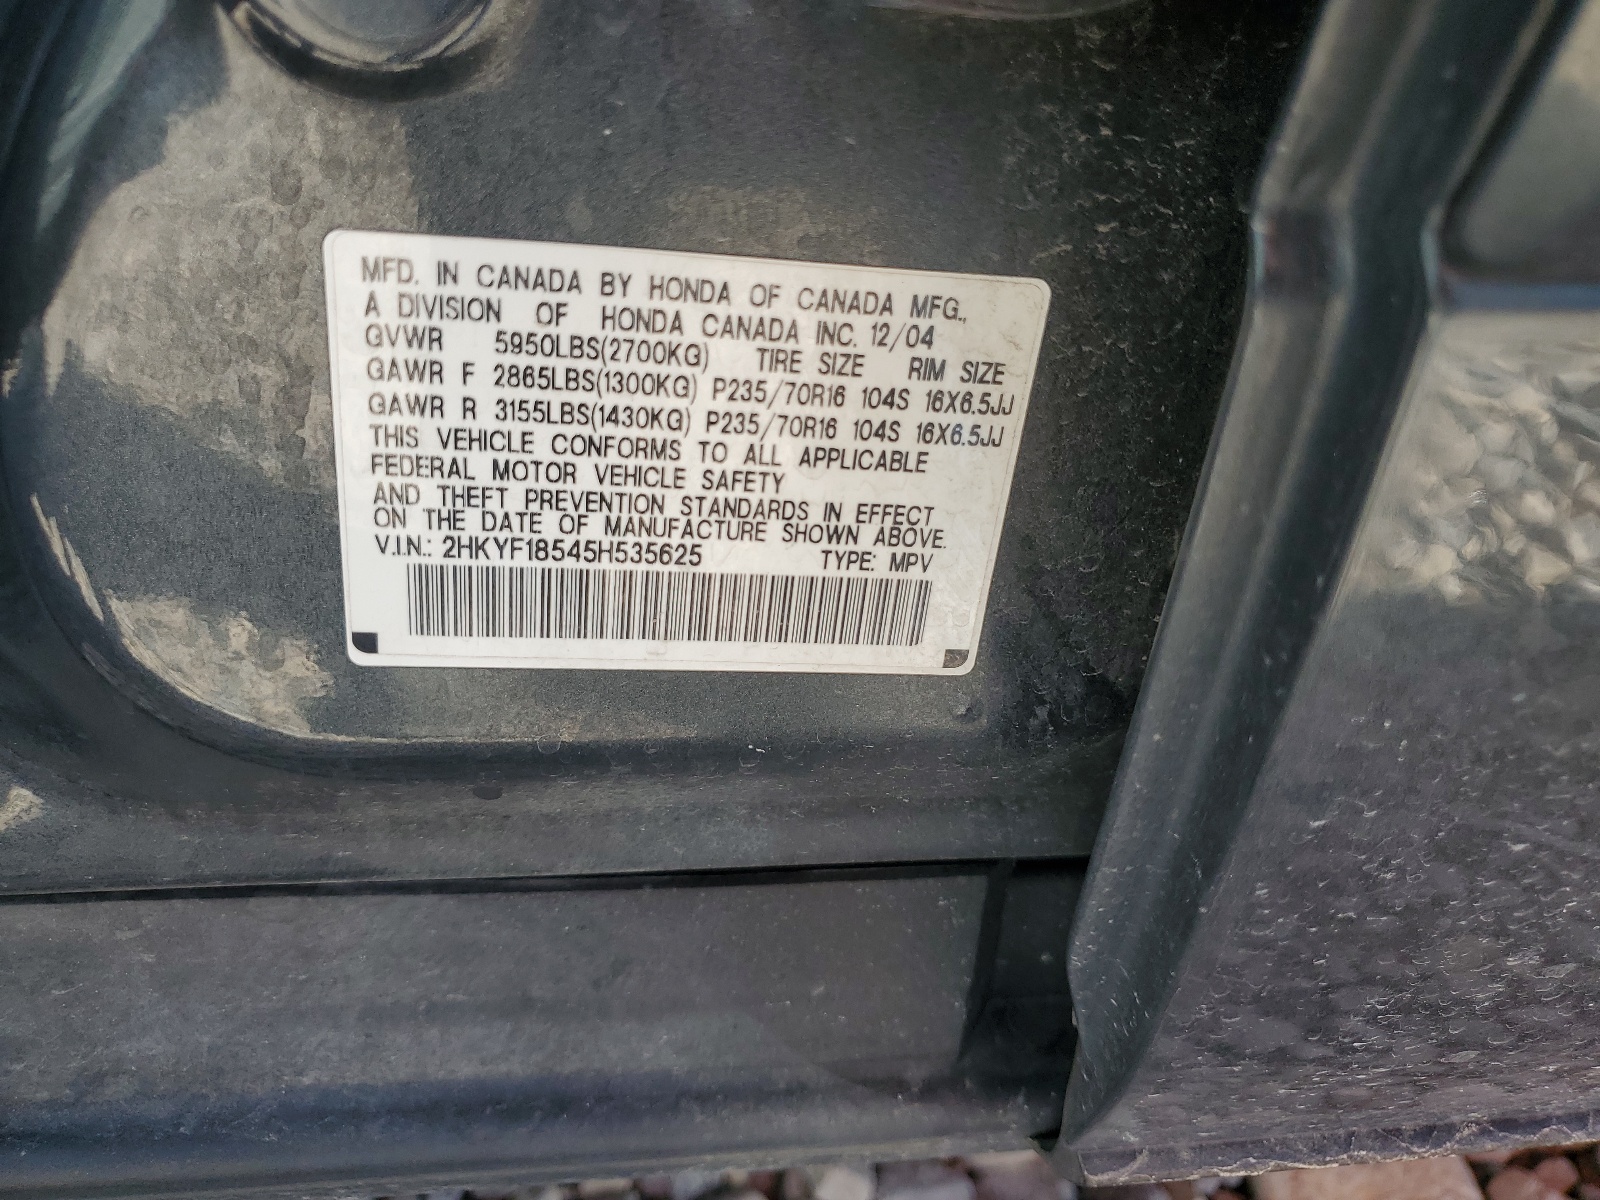 MFD. IN CANADA BY HONDA OF CANADA MFG.,
A DIVISION OF HONDA CANADA INC. 12/04
GVWR 5950LBS(2700KG) TIRE SIZE RIM SIZE
GAWR F 2865LBS(1300KG) P235/70R16 104S 16X6.5JJ
GAWR R 3155LBS(1430KG) P235/70R16 104S 16X6.5JJ
THIS VEHICLE CONFORMS TO ALL APPLICABLE
FEDERAL MOTOR VEHICLE SAFETY
AND THEFT PREVENTION STANDARDS IN EFFECT
ON THE DATE OF MANUFACTURE SHOWN ABOVE.
V.I.N.: 2HKYF18545H535625 TYPE: MPV